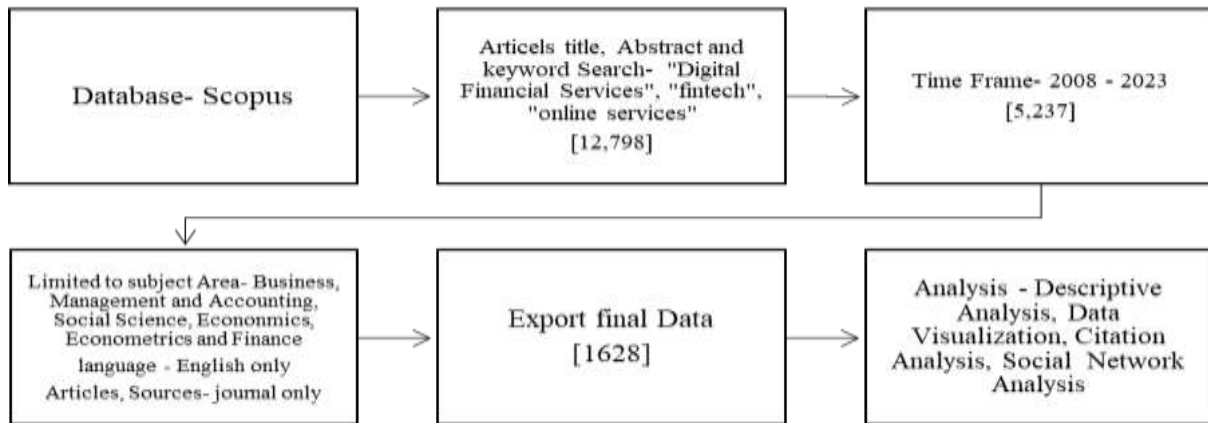 Database- Scopus
Articels title, Abstract and
keyword Search- "Digital
Financial Services", "fintech",
"online services"
[12,798]
Time Frame- 2008 - 2023
[5,237]
Limited to subject Area- Business,
Management and Accounting,
Social Science, Econonmics,
Econometrics and Finance
language - English only
Articles, Sources- journal only
Export final Data
[1628]
Analysis - Descriptive
Analysis, Data
Visualization, Citation
Analysis, Social Network
Analysis